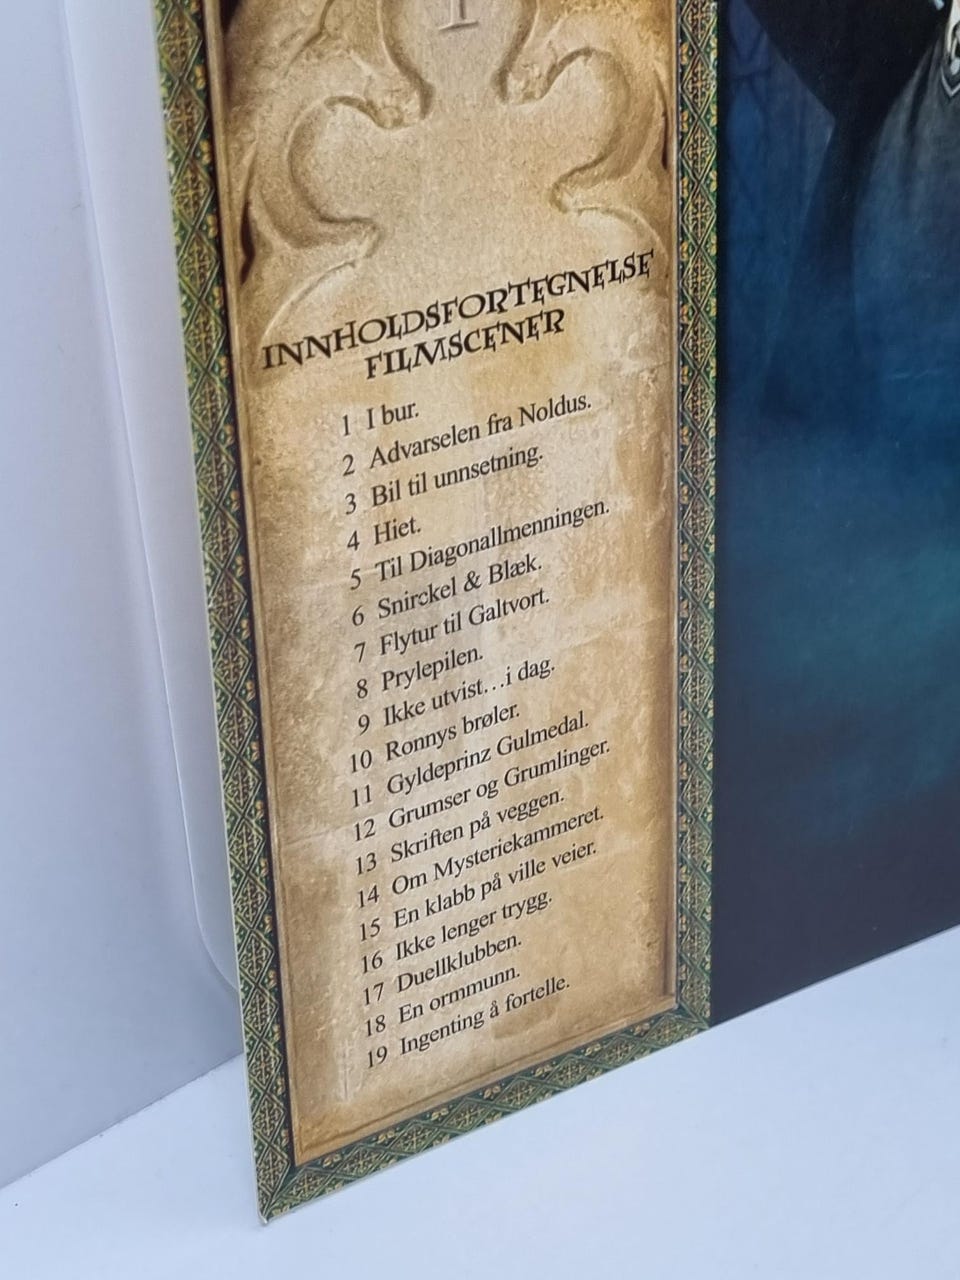 I
INNHOLDSFORTEGNELSE
FILMSCENER
1 I bur.
2 Advarselen fra Noldus.
3 Bil til unnsetning.
4 Hiet.
5 Til Diagonallmenningen.
6 Snirckel & Blæk.
7 Flytur til Galtvort.
8 Prylepilen.
9 Ikke utvist...i dag.
10 Ronnys brøler.
11 Gyldeprinz Gulmedal.
12 Grumser og Grumlinger.
13 Skriften på veggen.
14 Om Mysteriekammeret.
15 En klabb på ville veier.
16 Ikke lenger trygg.
17 Duellklubben.
18 En ormmunn.
19 Ingenting å fortelle.